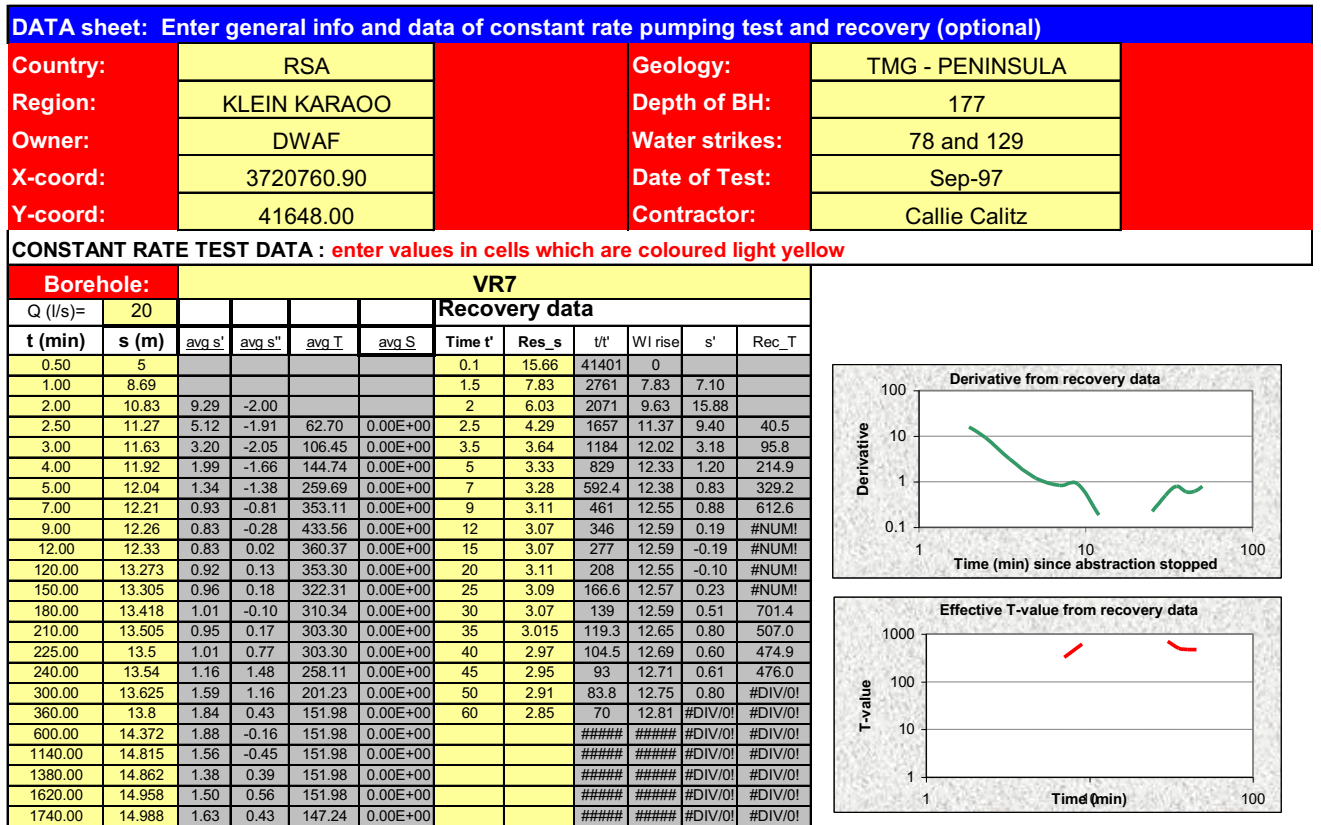 DATA sheet: Enter general info and data of constant rate pumping test and recovery (optional)
Country: RSA Geology: TMG - PENINSULA
Region: KLEIN KARAOO Depth of BH: 177
Owner: DWAF Water strikes: 78 and 129
X-coord: 3720760.90 Date of Test: Sep-97
Y-coord: 41648.00 Contractor: Callie Calitz
CONSTANT RATE TEST DATA : enter values in cells which are coloured light yellow
Borehole: VR7
Q (l/s)= 20 Recovery data
t (min) s (m) avg s' avg s" avg T avg S Time t' Res_s t/t' Wl rise s' Rec_T
0.50 5 0.1 15.66 41401 0
1.00 8.69 1.5 7.83 2761 7.83 7.10
2.00 10.83 9.29 -2.00 2 6.03 2071 9.63 15.88
2.50 11.27 5.12 -1.91 62.70 0.00E+00 2.5 4.29 1657 11.37 9.40 40.5
3.00 11.63 3.20 -2.05 106.45 0.00E+00 3.5 3.64 1184 12.02 3.18 95.8
4.00 11.92 1.99 -1.66 144.74 0.00E+00 5 3.33 829 12.33 1.20 214.9
5.00 12.04 1.34 -1.38 259.69 0.00E+00 7 3.28 592.4 12.38 0.83 329.2
7.00 12.21 0.93 -0.81 353.11 0.00E+00 9 3.11 461 12.55 0.88 612.6
9.00 12.26 0.83 -0.28 433.56 0.00E+00 12 3.07 346 12.59 0.19 #NUM!
12.00 12.33 0.83 0.02 360.37 0.00E+00 15 3.07 277 12.59 -0.19 #NUM!
120.00 13.273 0.92 0.13 353.30 0.00E+00 20 3.11 208 12.55 -0.10 #NUM!
150.00 13.305 0.96 0.18 322.31 0.00E+00 25 3.09 166.6 12.57 0.23 #NUM!
180.00 13.418 1.01 -0.10 310.34 0.00E+00 30 3.07 139 12.59 0.51 701.4
210.00 13.505 0.95 0.17 303.30 0.00E+00 35 3.015 119.3 12.65 0.80 507.0
225.00 13.5 1.01 0.77 303.30 0.00E+00 40 2.97 104.5 12.69 0.60 474.9
240.00 13.54 1.16 1.48 258.11 0.00E+00 45 2.95 93 12.71 0.61 476.0
300.00 13.625 1.59 1.16 201.23 0.00E+00 50 2.91 83.8 12.75 0.80 #DIV/0!
360.00 13.8 1.84 0.43 151.98 0.00E+00 60 2.85 70 12.81 #DIV/0! #DIV/0!
600.00 14.372 1.88 -0.16 151.98 0.00E+00 ##### ##### #DIV/0! #DIV/0!
1140.00 14.815 1.56 -0.45 151.98 0.00E+00 ##### ##### #DIV/0! #DIV/0!
1380.00 14.862 1.38 0.39 151.98 0.00E+00 ##### ##### #DIV/0! #DIV/0!
1620.00 14.958 1.50 0.56 151.98 0.00E+00 ##### ##### #DIV/0! #DIV/0!
1740.00 14.988 1.63 0.43 147.24 0.00E+00 ##### ##### #DIV/0! #DIV/0!
Derivative from recovery data
Derivative
100
10
1
0.1
1 10 100
Time (min) since abstraction stopped
Effective T-value from recovery data
T-value
1000
100
10
1
1 10 100
Time (min)